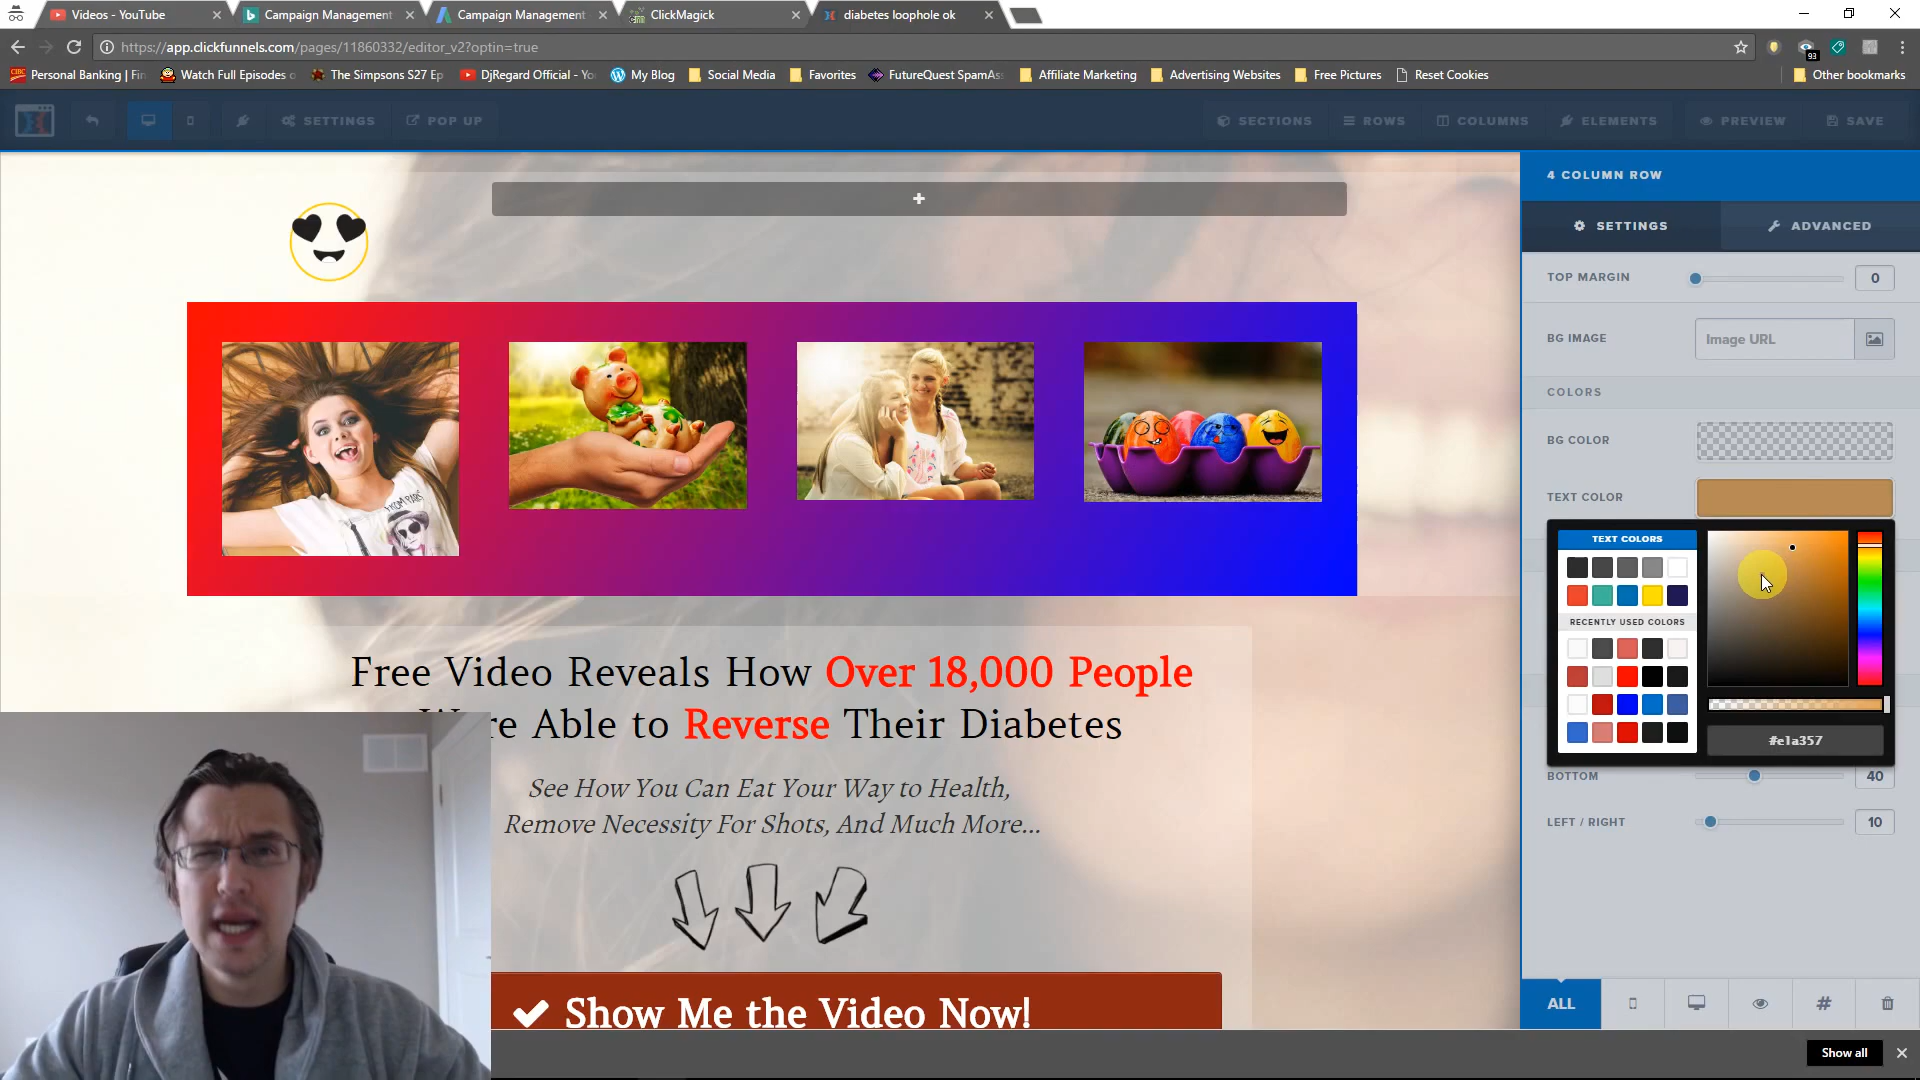 Videos - YouTube
Campaign Management
Campaign Management
ClickMagick
diabetes loophole ok
https://app.clickfunnels.com/pages/11860332/editor_v2?optin=true
93
CIBC
Personal Banking | Fin
Watch Full Episodes o
The Simpsons S27 Ep
DjRegard Official - Yo
My Blog
Social Media
Favorites
FutureQuest SpamAs
Affiliate Marketing
Advertising Websites
Free Pictures
Reset Cookies
Other bookmarks
SETTINGS
POP UP
SECTIONS
ROWS
COLUMNS
ELEMENTS
PREVIEW
SAVE
4 COLUMN ROW
SETTINGS
ADVANCED
TOP MARGIN
0
BG IMAGE
Image URL
COLORS
BG COLOR
TEXT COLOR
TEXT COLORS
RECENTLY USED COLORS
#e1a357
BOTTOM
40
LEFT / RIGHT
10
ALL
Free Video Reveals How Over 18,000 People
re Able to Reverse Their Diabetes
See How You Can Eat Your Way to Health,
Remove Necessity For Shots, And Much More...
Show Me the Video Now!
Show all